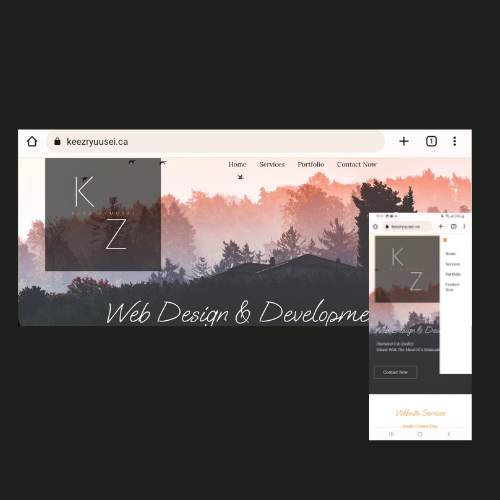 keezryuusei.ca
1
Home Services Portfolio Contact Now
K
Z
Web Design & Developme
keezryuusei.ca
Home
Services
Portfolio
Contact
Now
K
Z
Web Design & Dev
Contact Now
Website Services